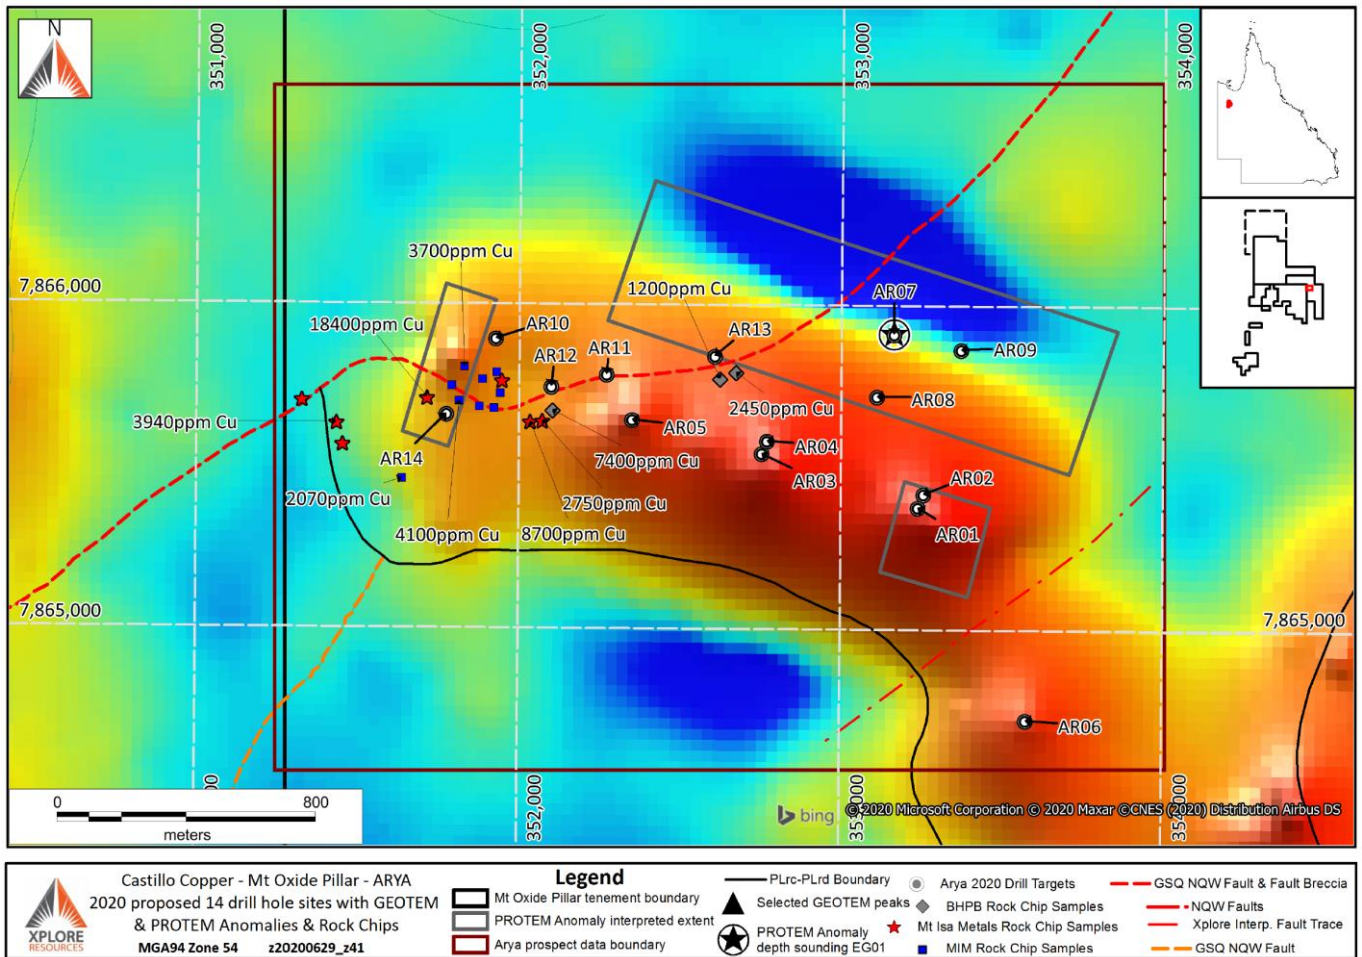 N
351,000
352,000
353,000
354,000
3700ppm Cu
7,866,000
1200ppm Cu
AR07
18400ppm Cu
AR10
AR13
AR12
AR11
AR09
3940ppm Cu
2450ppm Cu
AR08
AR05
AR04
AR14
7400ppm Cu
AR03
AR02
2070ppm Cu
2750ppm Cu
4100ppm Cu
8700ppm Cu
AR01
7,865,000
7,865,000
AR06
0 800
meters
352,000
353,000
354,000
bing
© 2020 Microsoft Corporation © 2020 Maxar ©CNES (2020) Distribution Airbus DS
XPLORE
RESOURCES
Castillo Copper - Mt Oxide Pillar - ARYA
2020 proposed 14 drill hole sites with GEOTEM
& PROTEM Anomalies & Rock Chips
MGA94 Zone 54 z20200629_z41
Legend
Mt Oxide Pillar tenement boundary
PROTEM Anomaly interpreted extent
Arya prospect data boundary
PLrc-PLrd Boundary
Selected GEOTEM peaks
PROTEM Anomaly
depth sounding EG01
Arya 2020 Drill Targets
BHPB Rock Chip Samples
Mt Isa Metals Rock Chip Samples
MIM Rock Chip Samples
GSQ NQW Fault & Fault Breccia
NQW Faults
Xplore Interp. Fault Trace
GSQ NQW Fault